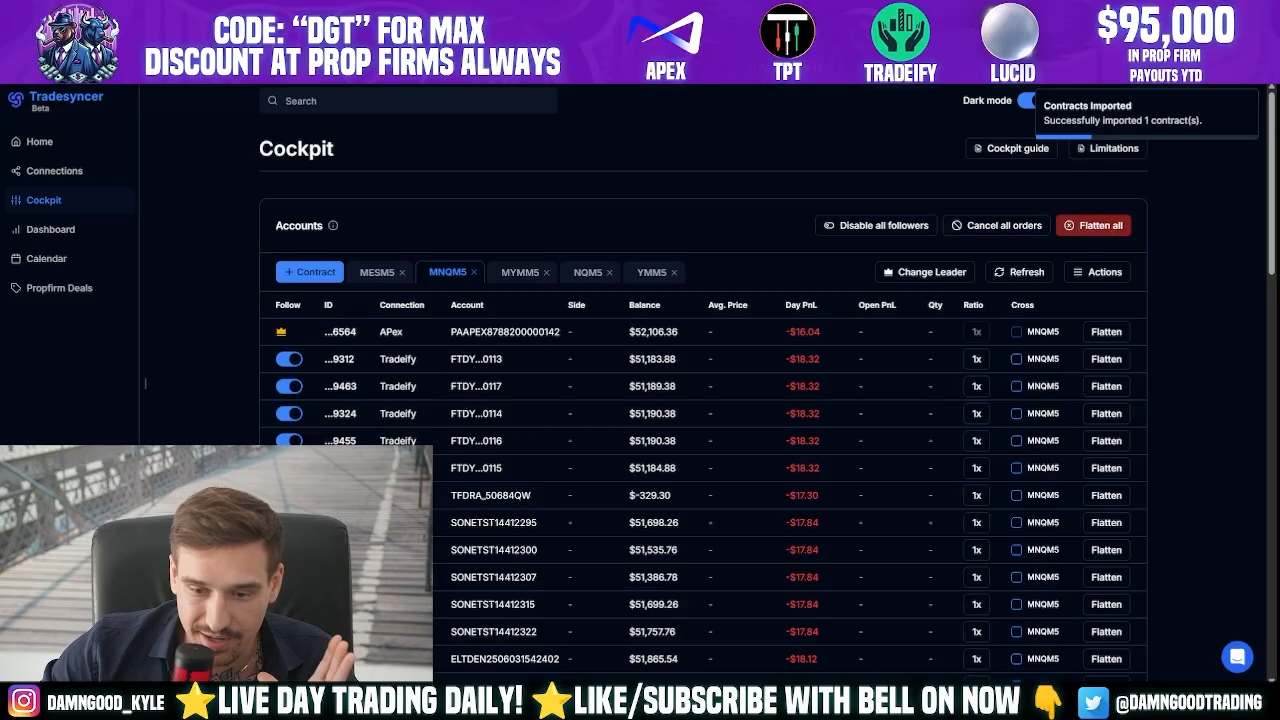 CODE: “DGT” FOR MAX
DISCOUNT AT PROP FIRMS ALWAYS
APEX
TPT
TRADEIFY
LUCID
$95,000
IN PROP FIRM
PAYOUTS YTD
Tradesyncer
Beta
Search
Dark mode
Contracts Imported
Successfully imported 1 contract(s).
Home
Connections
Cockpit
Dashboard
Calendar
Propfirm Deals
Cockpit
Cockpit guide
Limitations
Accounts
Disable all followers
Cancel all orders
Flatten all
+ Contract
MESM5 ×
MNQM5 ×
MYMM5 ×
NQM5 ×
YMM5 ×
Change Leader
Refresh
Actions
Follow ID Connection Account Side Balance Avg. Price Day PnL Open PnL Qty Ratio Cross
...6564 APex PAAPEX8788200000142 - $52,106.36 - -$16.04 - - 1x MNQM5 Flatten
...9312 Tradeify FTDY...0113 - $51,183.88 - -$18.32 - - 1x MNQM5 Flatten
...9463 Tradeify FTDY...0117 - $51,189.38 - -$18.32 - - 1x MNQM5 Flatten
...9324 Tradeify FTDY...0114 - $51,190.38 - -$18.32 - - 1x MNQM5 Flatten
...9455 Tradeify FTDY...0116 - $51,190.38 - -$18.32 - - 1x MNQM5 Flatten
FTDY...0115 - $51,184.88 - -$18.32 - - 1x MNQM5 Flatten
TFDRA_50684QW - $-329.30 - -$17.30 - - 1x MNQM5 Flatten
SONETST14412295 - $51,698.26 - -$17.84 - - 1x MNQM5 Flatten
SONETST14412300 - $51,535.76 - -$17.84 - - 1x MNQM5 Flatten
SONETST14412307 - $51,386.78 - -$17.84 - - 1x MNQM5 Flatten
SONETST14412315 - $51,699.26 - -$17.84 - - 1x MNQM5 Flatten
SONETST14412322 - $51,757.76 - -$17.84 - - 1x MNQM5 Flatten
ELTDEN2506031542402 - $51,865.54 - -$18.12 - - 1x MNQM5 Flatten
DAMNGOOD_KYLE
LIVE DAY TRADING DAILY!
LIKE/SUBSCRIBE WITH BELL ON NOW
@DAMNGOODTRADING